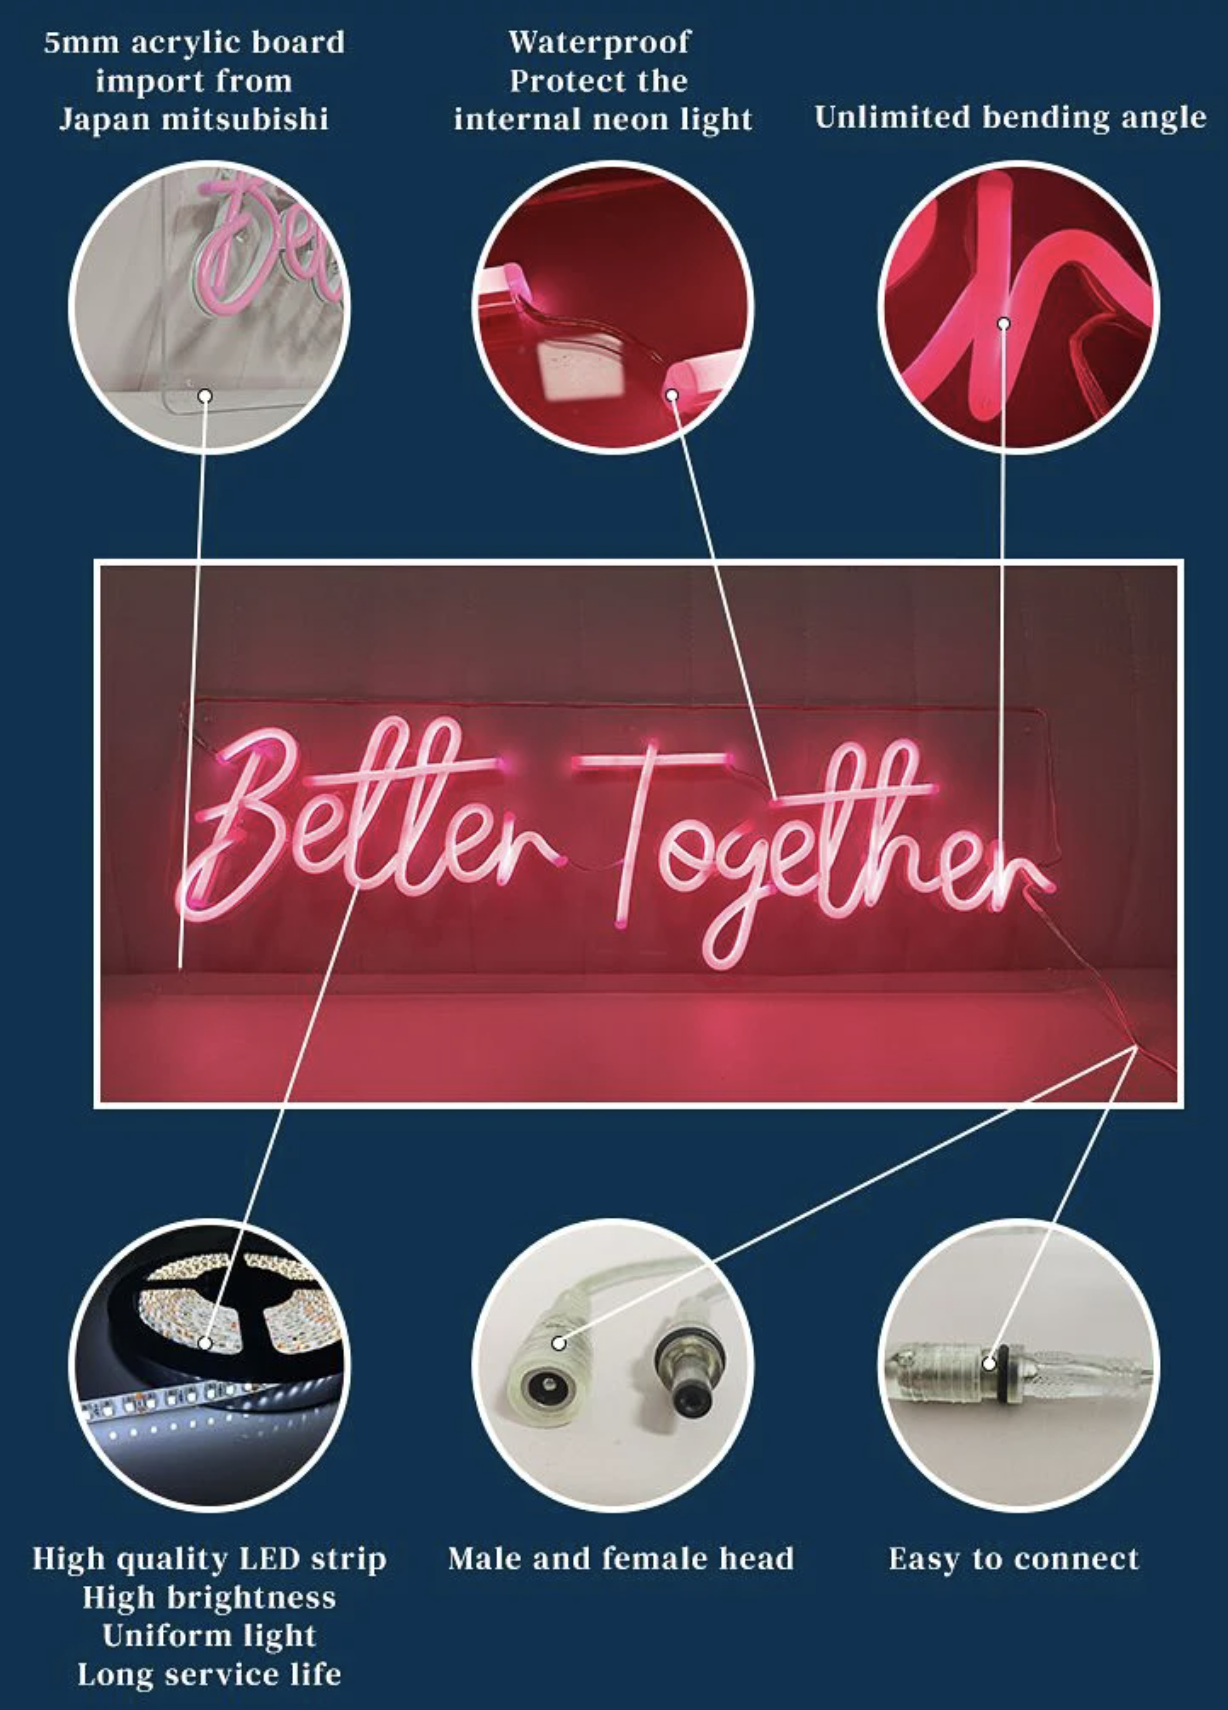 5mm acrylic board
import from
Japan mitsubishi
Waterproof
Protect the
internal neon light
Unlimited bending angle
Be
Better Together
High quality LED strip
High brightness
Uniform light
Long service life
Male and female head
Easy to connect